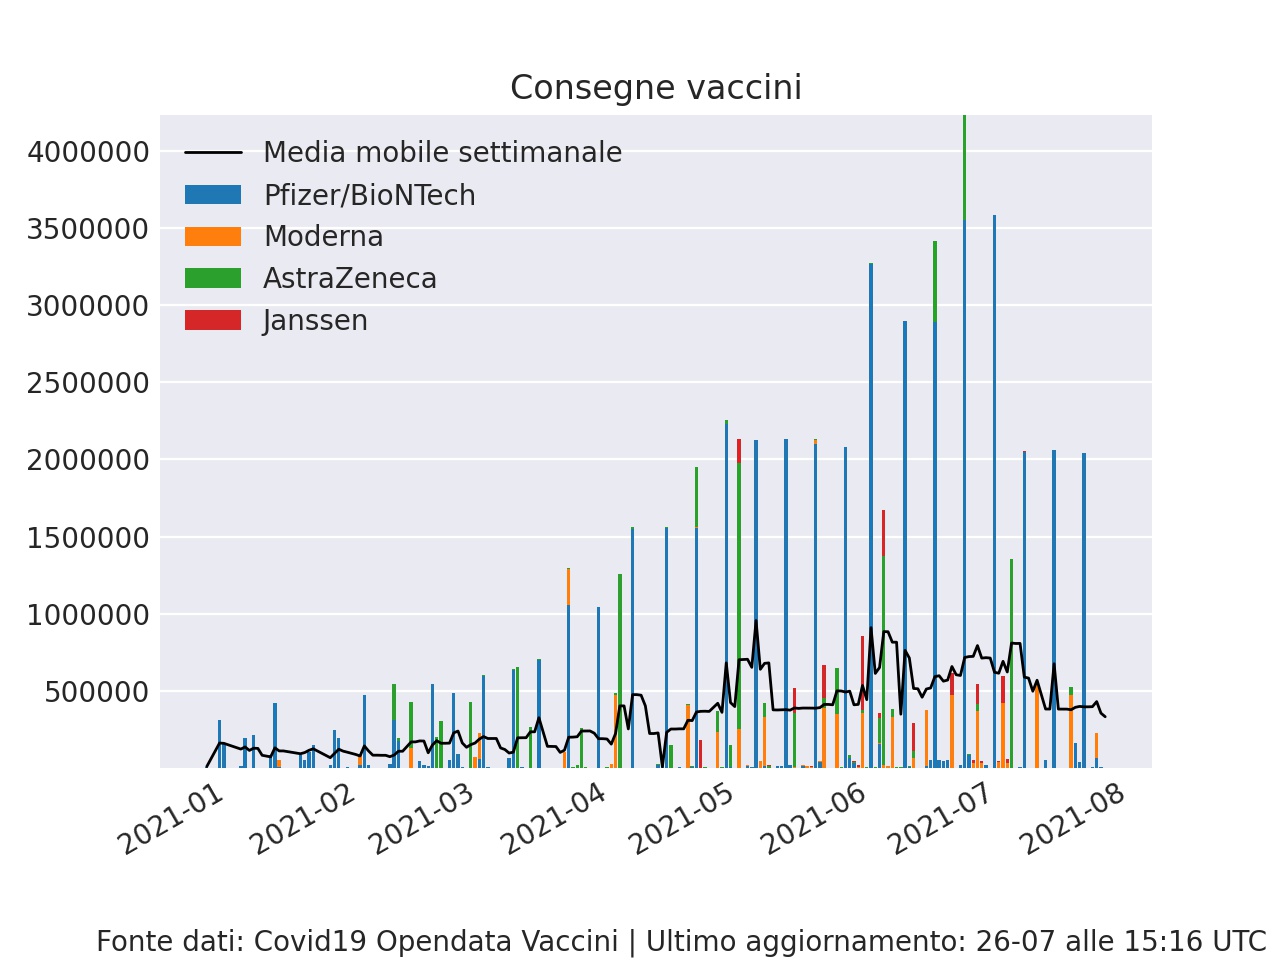 Consegne vaccini
4000000
3500000
3000000
2500000
2000000
1500000
1000000
500000
Media mobile settimanale
Pfizer/BioNTech
Moderna
AstraZeneca
Janssen
2021-01
2021-02
2021-03
2021-04
2021-05
2021-06
2021-07
2021-08
Fonte dati: Covid19 Opendata Vaccini | Ultimo aggiornamento: 26-07 alle 15:16 UTC